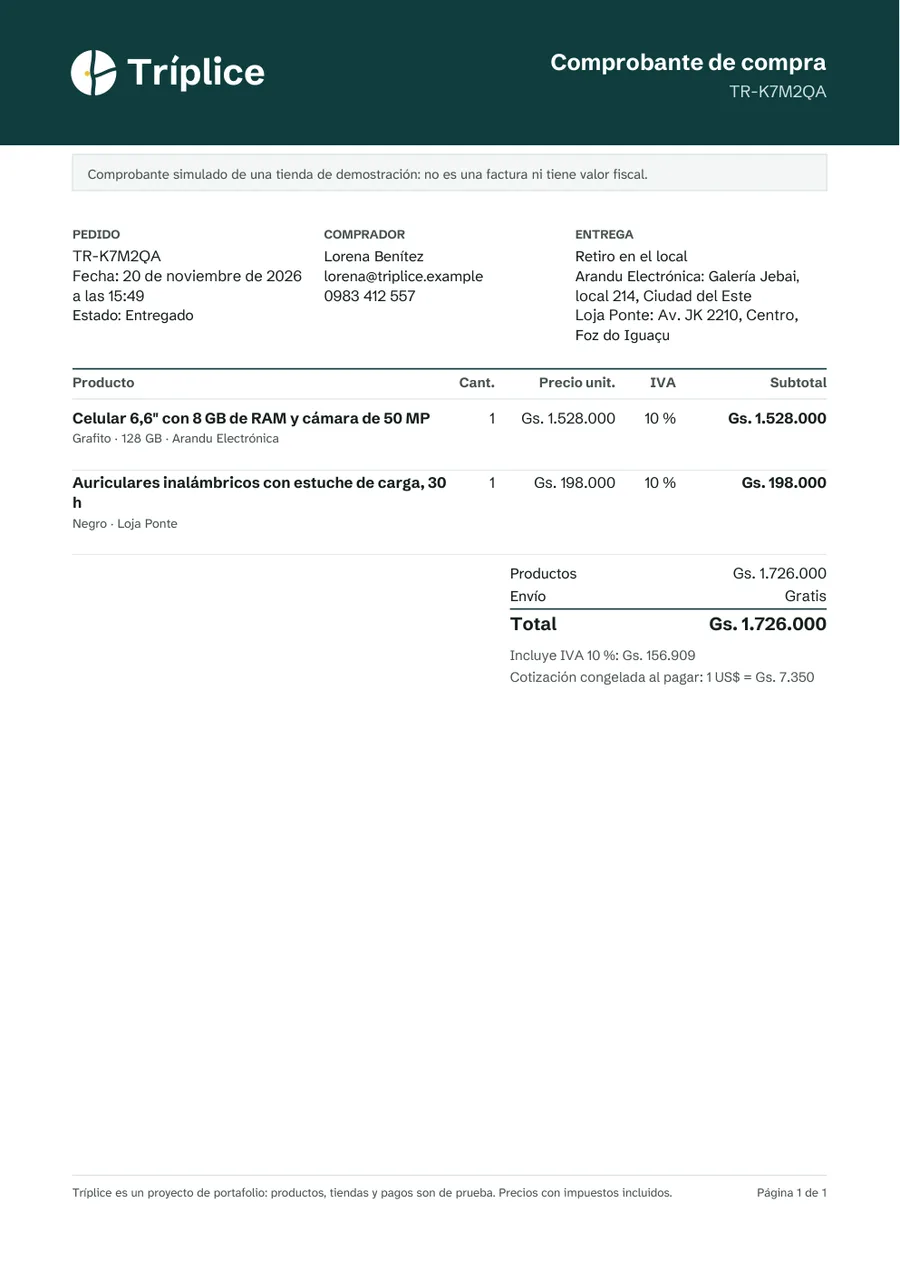 Tríplice
Comprobante de compra
TR-K7M2QA
Comprobante simulado de una tienda de demostración: no es una factura ni tiene valor fiscal.
PEDIDO
TR-K7M2QA
Fecha: 20 de noviembre de 2026
a las 15:49
Estado: Entregado
COMPRADOR
Lorena Benítez
lorena@triplice.example
0983 412 557
ENTREGA
Retiro en el local
Arandu Electrónica: Galería Jebai,
local 214, Ciudad del Este
Loja Ponte: Av. JK 2210, Centro,
Foz do Iguaçu
Producto Cant. Precio unit. IVA Subtotal
Celular 6,6" con 8 GB de RAM y cámara de 50 MP 1 Gs. 1.528.000 10 % Gs. 1.528.000
Grafito · 128 GB · Arandu Electrónica
Auriculares inalámbricos con estuche de carga, 30 1 Gs. 198.000 10 % Gs. 198.000
h
Negro · Loja Ponte
Productos Gs. 1.726.000
Envío Gratis
Total Gs. 1.726.000
Incluye IVA 10 %: Gs. 156.909
Cotización congelada al pagar: 1 US$ = Gs. 7.350
Tríplice es un proyecto de portafolio: productos, tiendas y pagos son de prueba. Precios con impuestos incluidos. Página 1 de 1